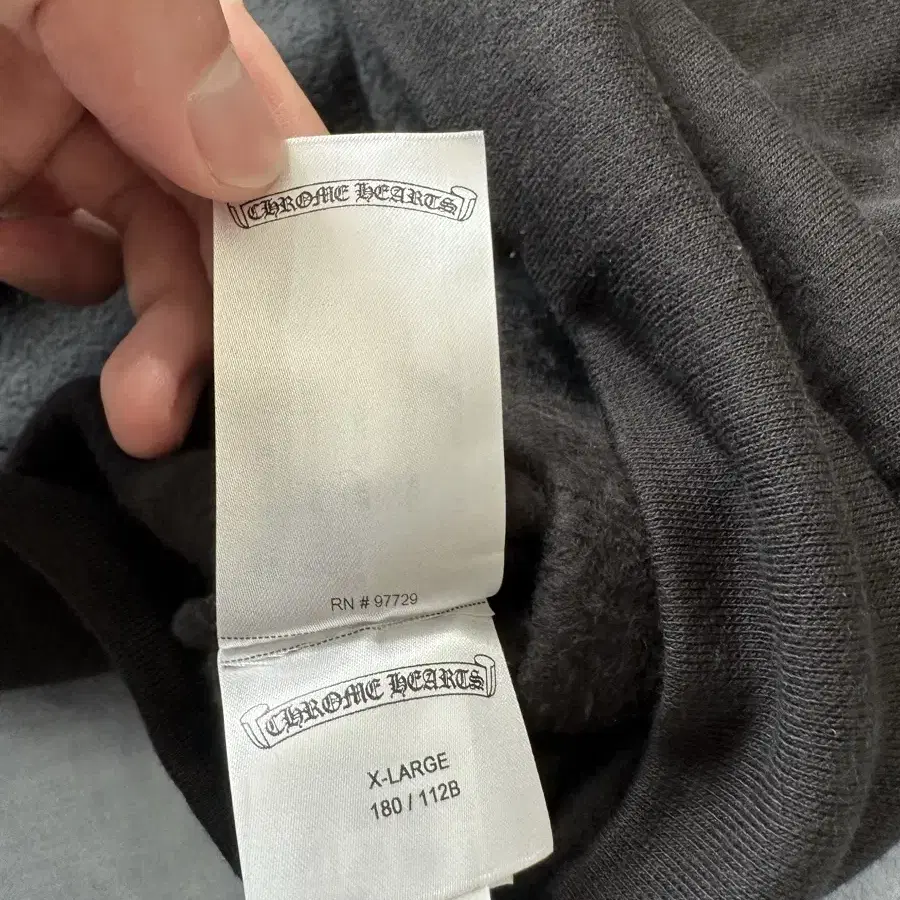 CHROME HEARTS
RN # 97729
CHROME HEARTS
X-LARGE
180 / 112B